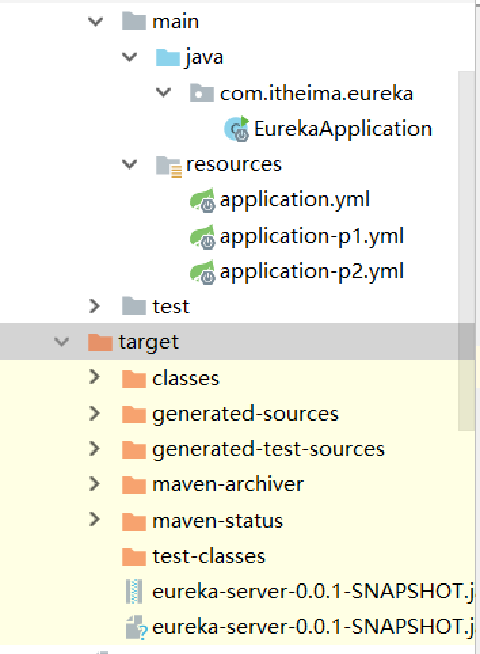 main
java
com.itheima.eureka
EurekaApplication
resources
application.yml
application-p1.yml
application-p2.yml
test
target
classes
generated-sources
generated-test-sources
maven-archiver
maven-status
test-classes
eureka-server-0.0.1-SNAPSHOT.j
eureka-server-0.0.1-SNAPSHOT.j